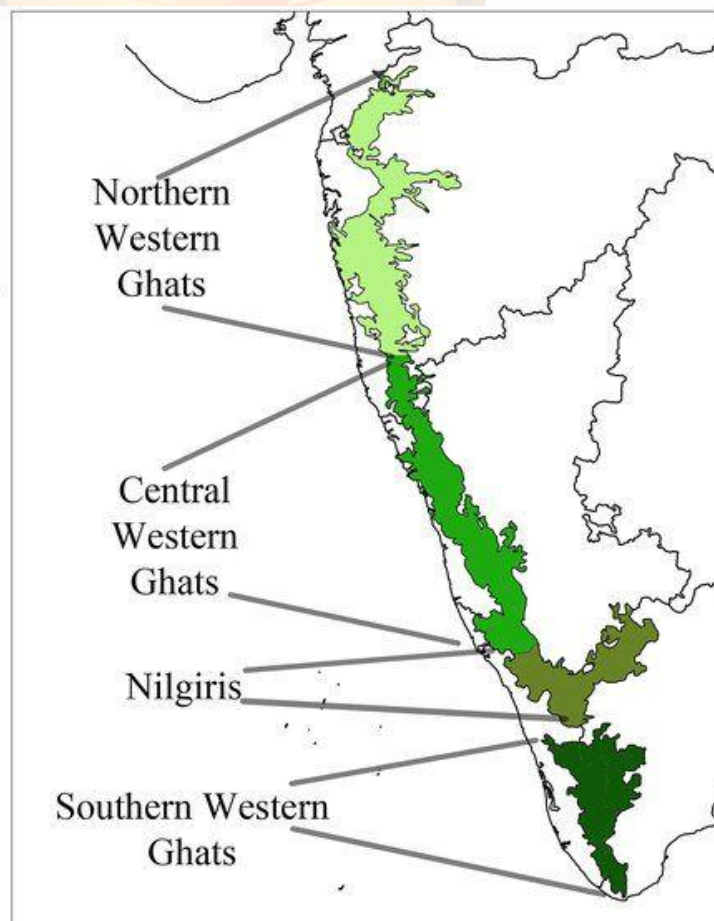 Northern
Western
Ghats
Central
Western
Ghats
Nilgiris
Southern Western
Ghats